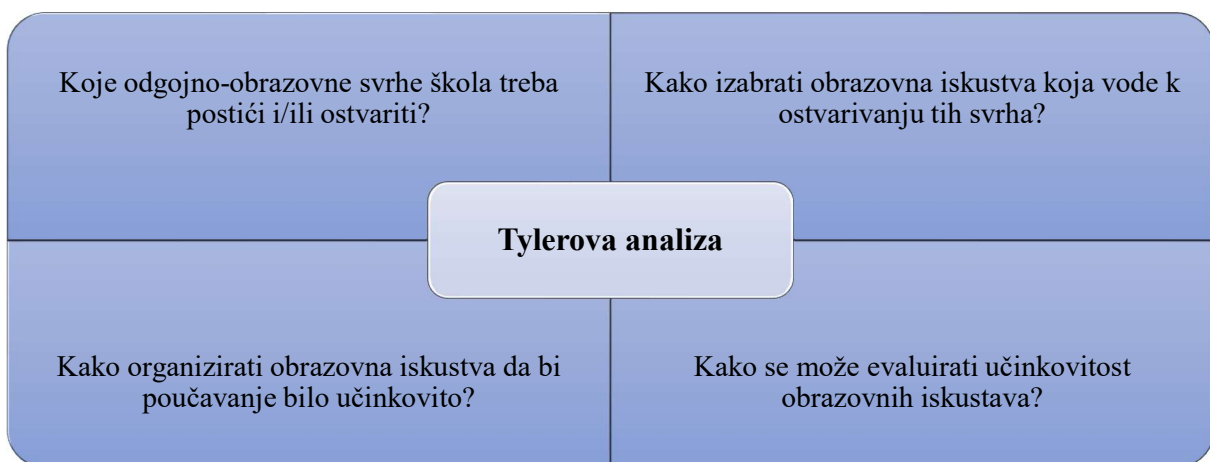 Koje odgojno-obrazovne svrhe škola treba
postići i/ili ostvariti?
Kako izabrati obrazovna iskustva koja vode k
ostvarivanju tih svrha?
Tylerova analiza
Kako organizirati obrazovna iskustva da bi
poučavanje bilo učinkovito?
Kako se može evaluirati učinkovitost
obrazovnih iskustava?